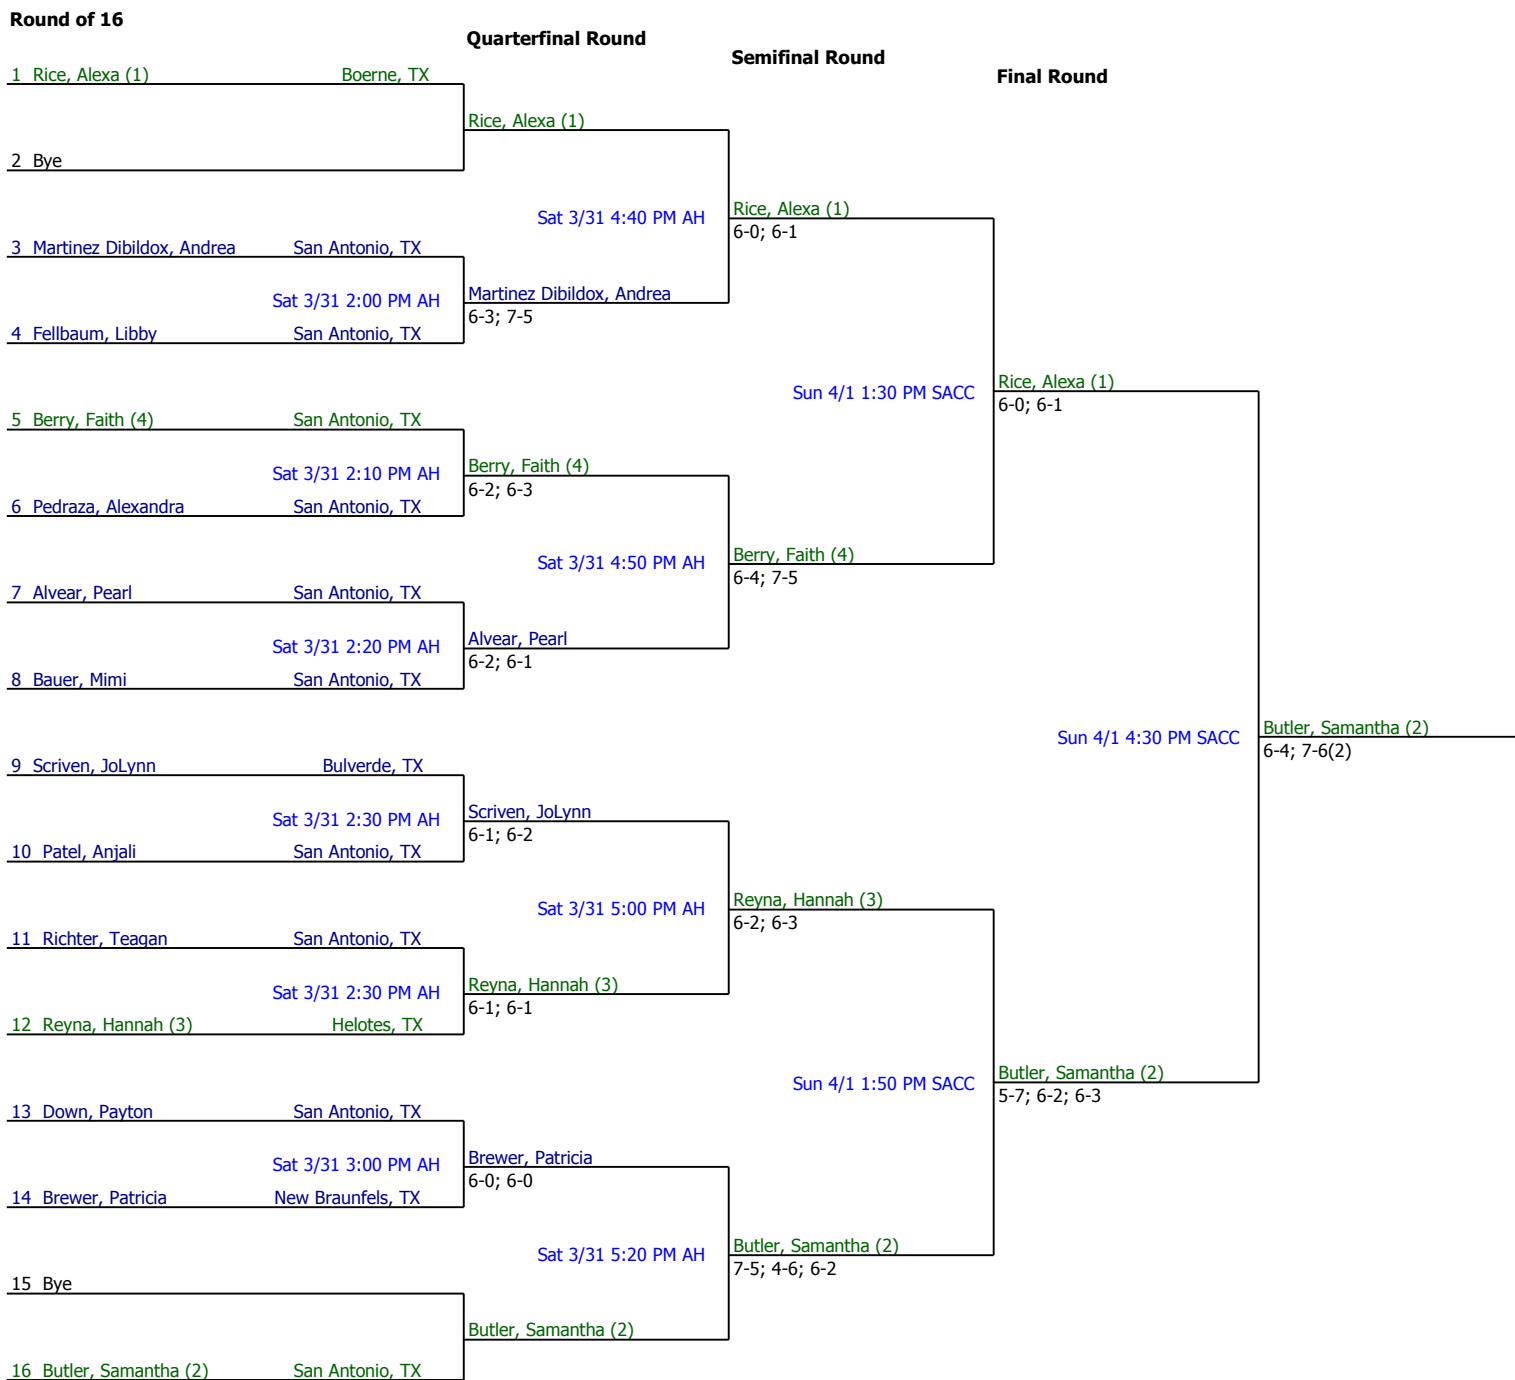 Round of 16
Quarterfinal Round
Semifinal Round
Final Round
1 Rice, Alexa (1) Boerne, TX
Rice, Alexa (1)
2 Bye
Sat 3/31 4:40 PM AH
Rice, Alexa (1)
6-0; 6-1
3 Martinez Dibildox, Andrea San Antonio, TX
Sat 3/31 2:00 PM AH
Martinez Dibildox, Andrea
6-3; 7-5
4 Fellbaum, Libby San Antonio, TX
Sun 4/1 1:30 PM SACC
Rice, Alexa (1)
6-0; 6-1
5 Berry, Faith (4) San Antonio, TX
Sat 3/31 2:10 PM AH
Berry, Faith (4)
6-2; 6-3
6 Pedraza, Alexandra San Antonio, TX
Sat 3/31 4:50 PM AH
Berry, Faith (4)
6-4; 7-5
7 Alvear, Pearl San Antonio, TX
Sat 3/31 2:20 PM AH
Alvear, Pearl
6-2; 6-1
8 Bauer, Mimi San Antonio, TX
Sun 4/1 4:30 PM SACC
Butler, Samantha (2)
6-4; 7-6(2)
9 Scriven, JoLynn Bulverde, TX
Sat 3/31 2:30 PM AH
Scriven, JoLynn
6-1; 6-2
10 Patel, Anjali San Antonio, TX
Sat 3/31 5:00 PM AH
Reyna, Hannah (3)
6-2; 6-3
11 Richter, Teagan San Antonio, TX
Sat 3/31 2:30 PM AH
Reyna, Hannah (3)
6-1; 6-1
12 Reyna, Hannah (3) Helotes, TX
Sun 4/1 1:50 PM SACC
Butler, Samantha (2)
5-7; 6-2; 6-3
13 Down, Payton San Antonio, TX
Sat 3/31 3:00 PM AH
Brewer, Patricia
6-0; 6-0
14 Brewer, Patricia New Braunfels, TX
Sat 3/31 5:20 PM AH
Butler, Samantha (2)
7-5; 4-6; 6-2
15 Bye
Butler, Samantha (2)
16 Butler, Samantha (2) San Antonio, TX